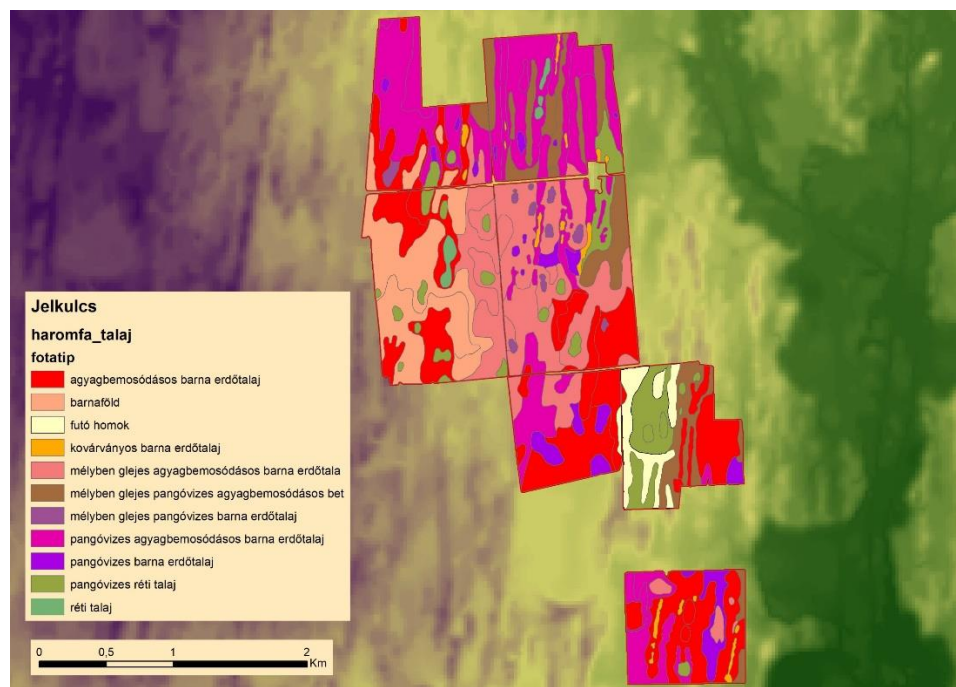 Jelkulcs
haromfa_talaj
fotatip
agyagbemosódásos barna erdőtalaj
barnaföld
futó homok
kovárványos barna erdőtalaj
mélyben glejes agyagbemosódásos barna erdőtala
mélyben glejes pangóvizes agyagbemosódásos bet
mélyben glejes pangóvizes barna erdőtalaj
pangóvizes agyagbemosódásos barna erdőtalaj
pangóvizes barna erdőtalaj
pangóvizes réti talaj
réti talaj
0 0,5 1 2
Km